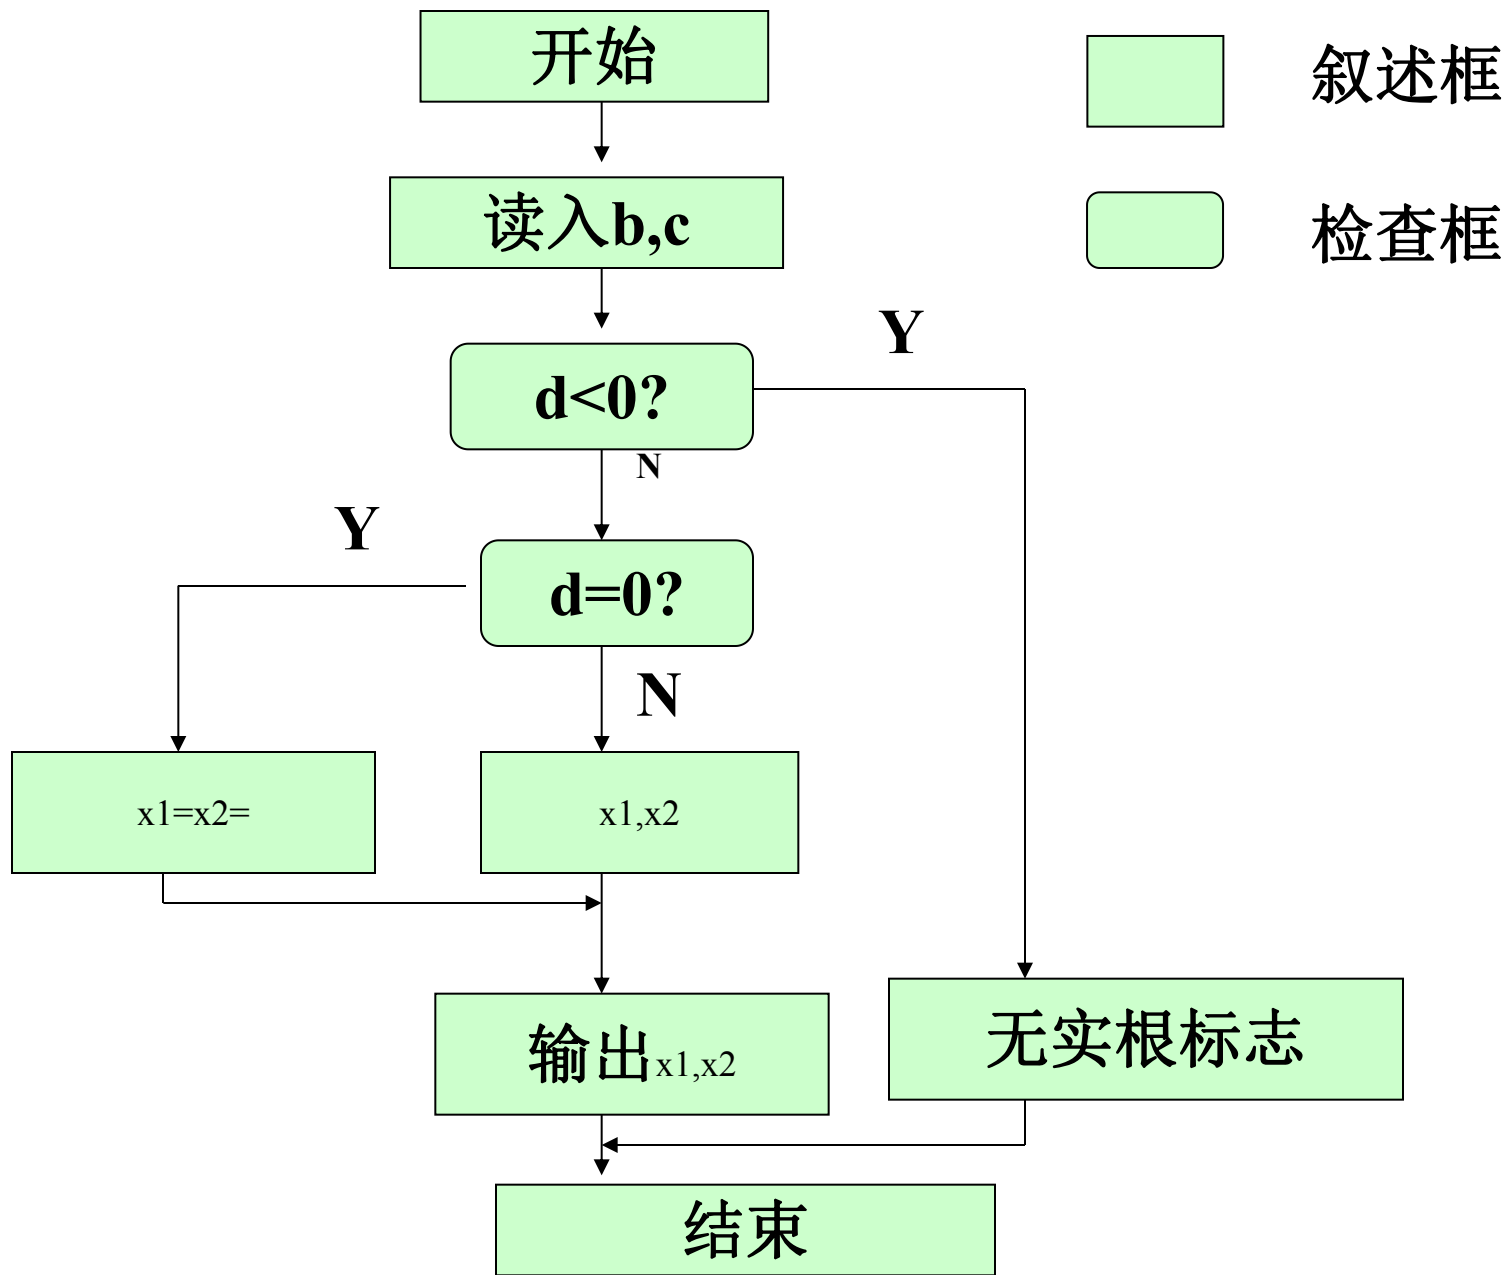 开始
叙述框
读入b,c
检查框
Y
d<0?
N
Y
d=0?
N
x1=x2=
x1,x2
输出x1,x2
无实根标志
结束